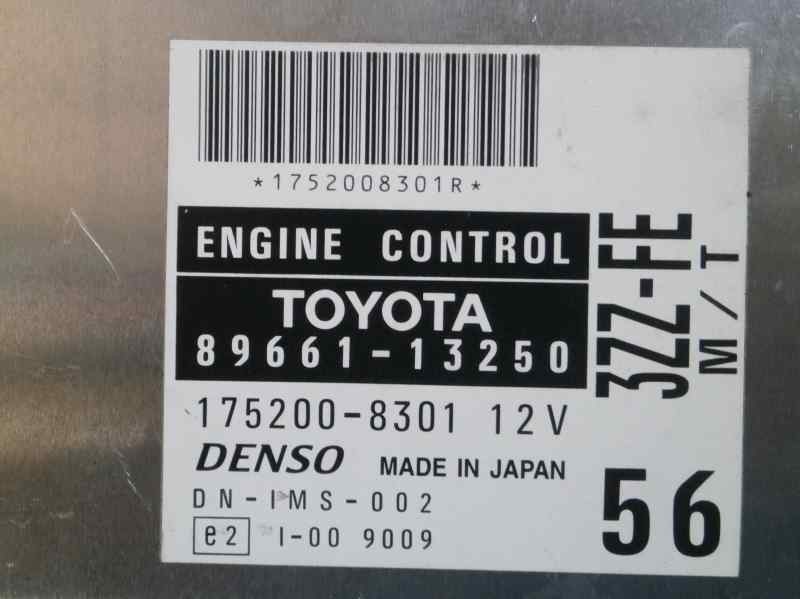 *1752008301R*
ENGINE CONTROL
TOYOTA
89661-13250
3ZZ-FE
M/T
175200-8301 12V
DENSO MADE IN JAPAN
DN-IMS-002
e2 I-00 9009
56